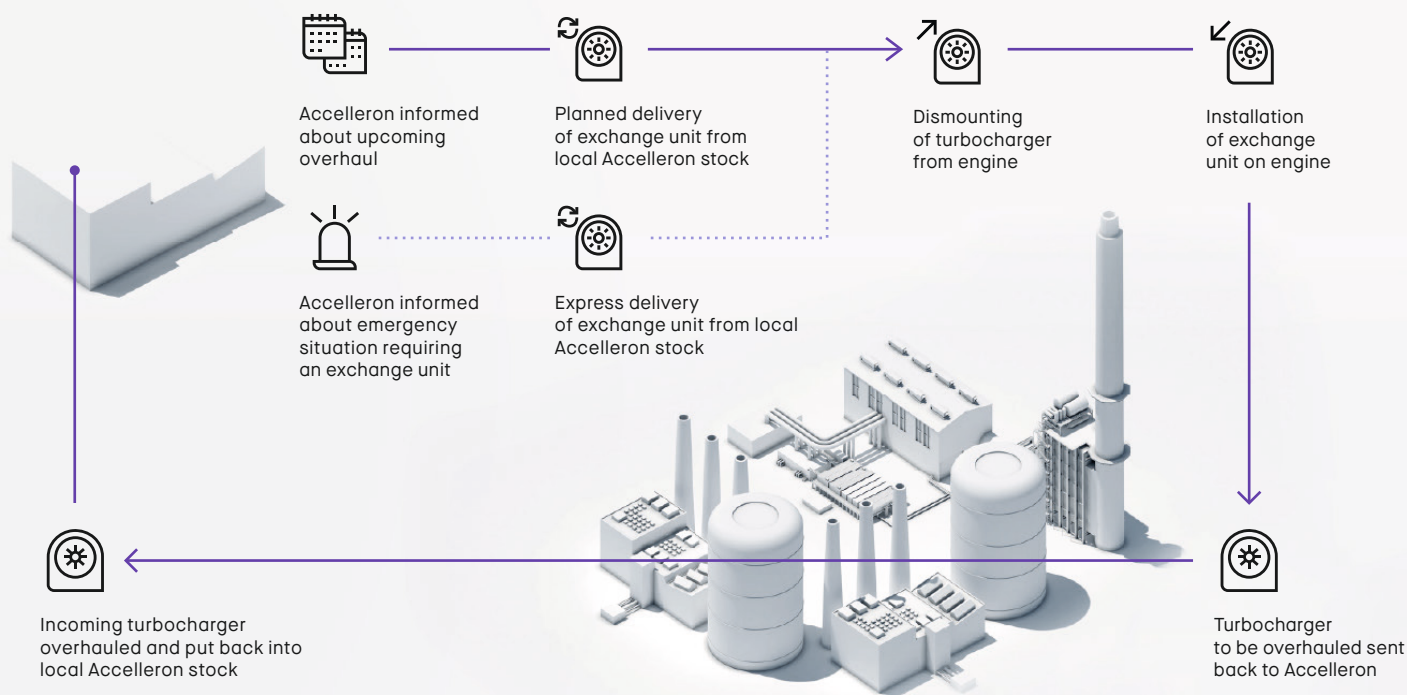 Accelleron informed
about upcoming
overhaul
Planned delivery
of exchange unit from
local Accelleron stock
Dismounting
of turbocharger
from engine
Installation
of exchange
unit on engine
Accelleron informed
about emergency
situation requiring
an exchange unit
Express delivery
of exchange unit from local
Accelleron stock
Incoming turbocharger
overhauled and put back into
local Accelleron stock
Turbocharger
to be overhauled sent
back to Accelleron